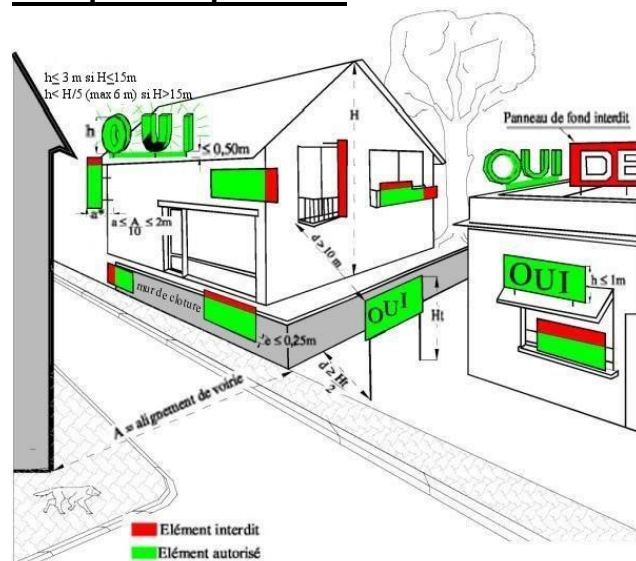 h≤ 3 m si H≤15m
h< H/5 (max 6 m) si H>15m
h
OUI
≤ 0,50m
H
Panneau de fond interdit
OUI DE
a*
a ≤ A/10 ≤ 2m
d ≥ 10 m
OUI
h ≤ 1m
mur de cloture
OUI
Ht
e ≤ 0,25m
d ≥ Ht/2
A = alignement de voirie
Elément interdit
Elément autorisé